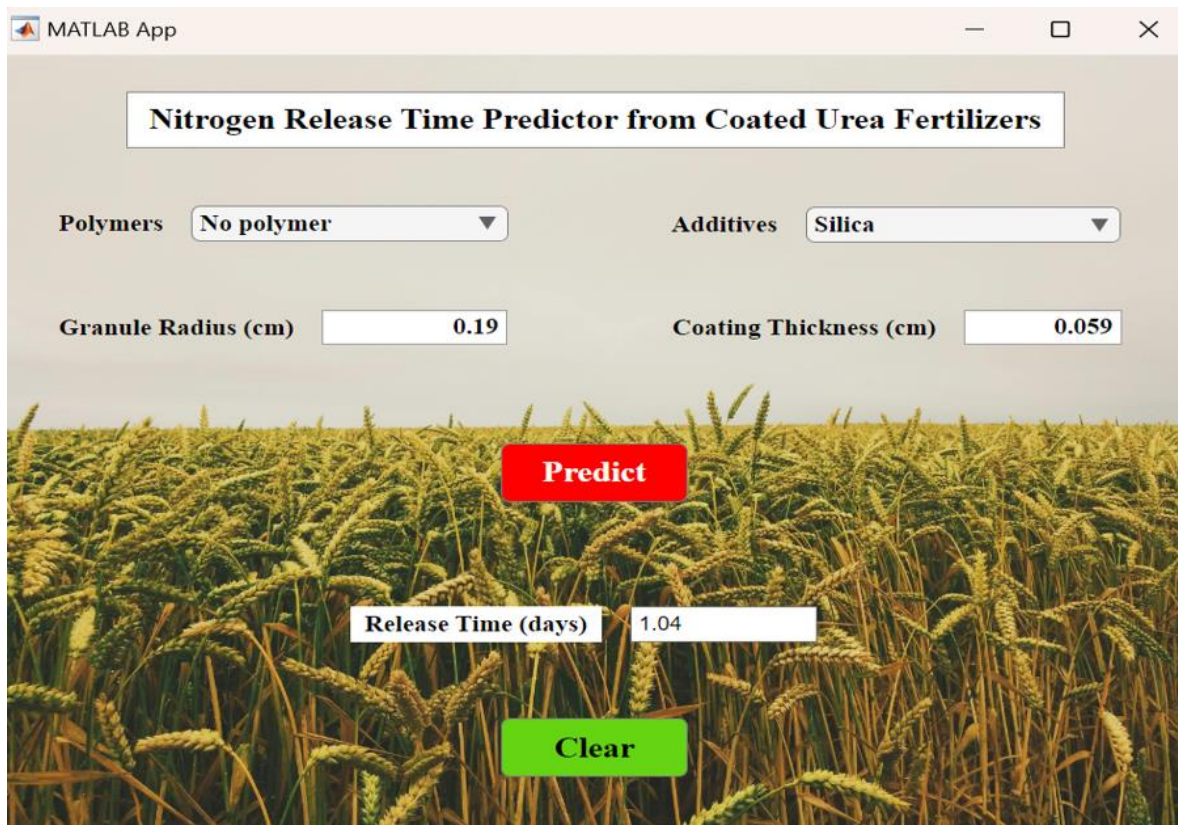 MATLAB App
Nitrogen Release Time Predictor from Coated Urea Fertilizers
Polymers No polymer Additives Silica
Granule Radius (cm) 0.19 Coating Thickness (cm) 0.059
Predict
Release Time (days) 1.04
Clear